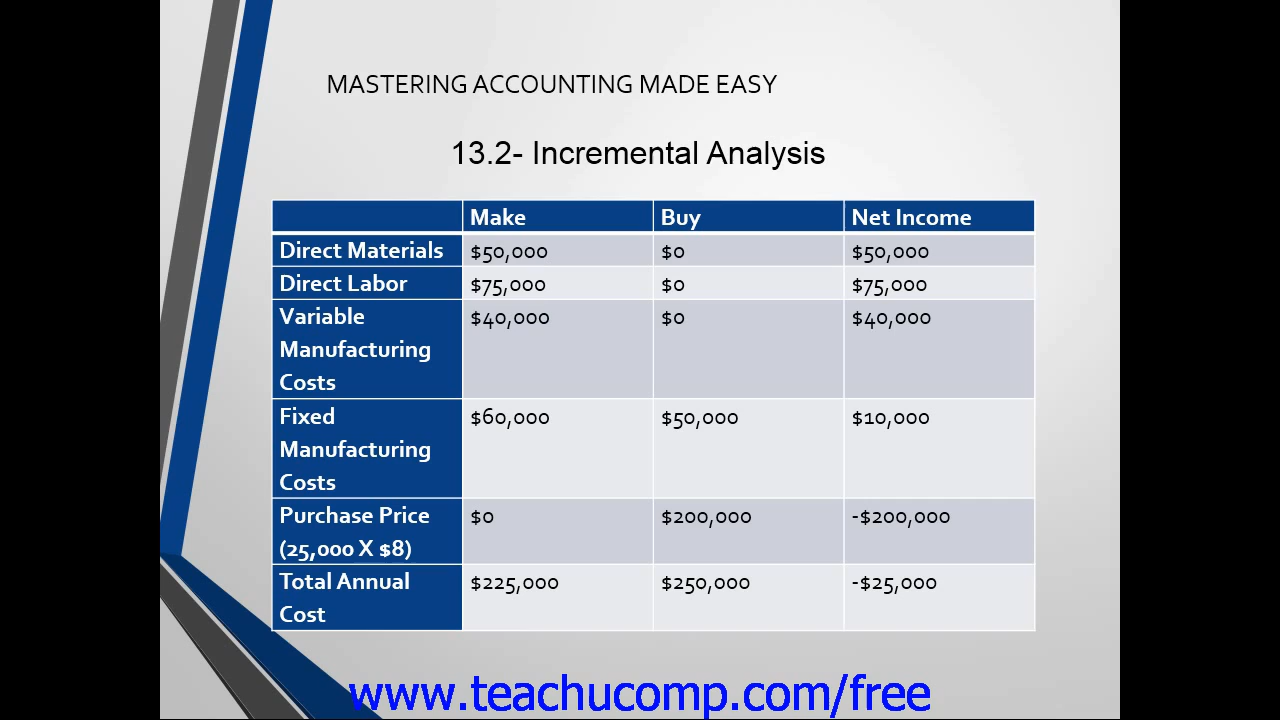 MASTERING ACCOUNTING MADE EASY
13.2- Incremental Analysis
Make Buy Net Income
Direct Materials $50,000 $0 $50,000
Direct Labor $75,000 $0 $75,000
Variable $40,000 $0 $40,000
Manufacturing
Costs
Fixed $60,000 $50,000 $10,000
Manufacturing
Costs
Purchase Price $0 $200,000 -$200,000
(25,000 X $8)
Total Annual $225,000 $250,000 -$25,000
Cost
www.teachucomp.com/free